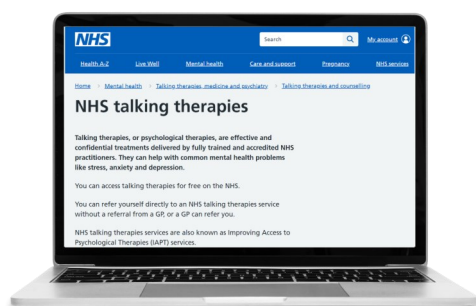 NHS
Search
My account
Health A-Z Live Well Mental health Care and support Pregnancy NHS services
Home Mental health Talking therapies, medicine and psychiatry Talking therapies and counselling
NHS talking therapies
Talking therapies, or psychological therapies, are effective and
confidential treatments delivered by fully trained and accredited NHS
practitioners. They can help with common mental health problems
like stress, anxiety and depression.
You can access talking therapies for free on the NHS.
You can refer yourself directly to an NHS talking therapies service
without a referral from a GP, or a GP can refer you.
NHS talking therapies services are also known as Improving Access to
Psychological Therapies (IAPT) services.